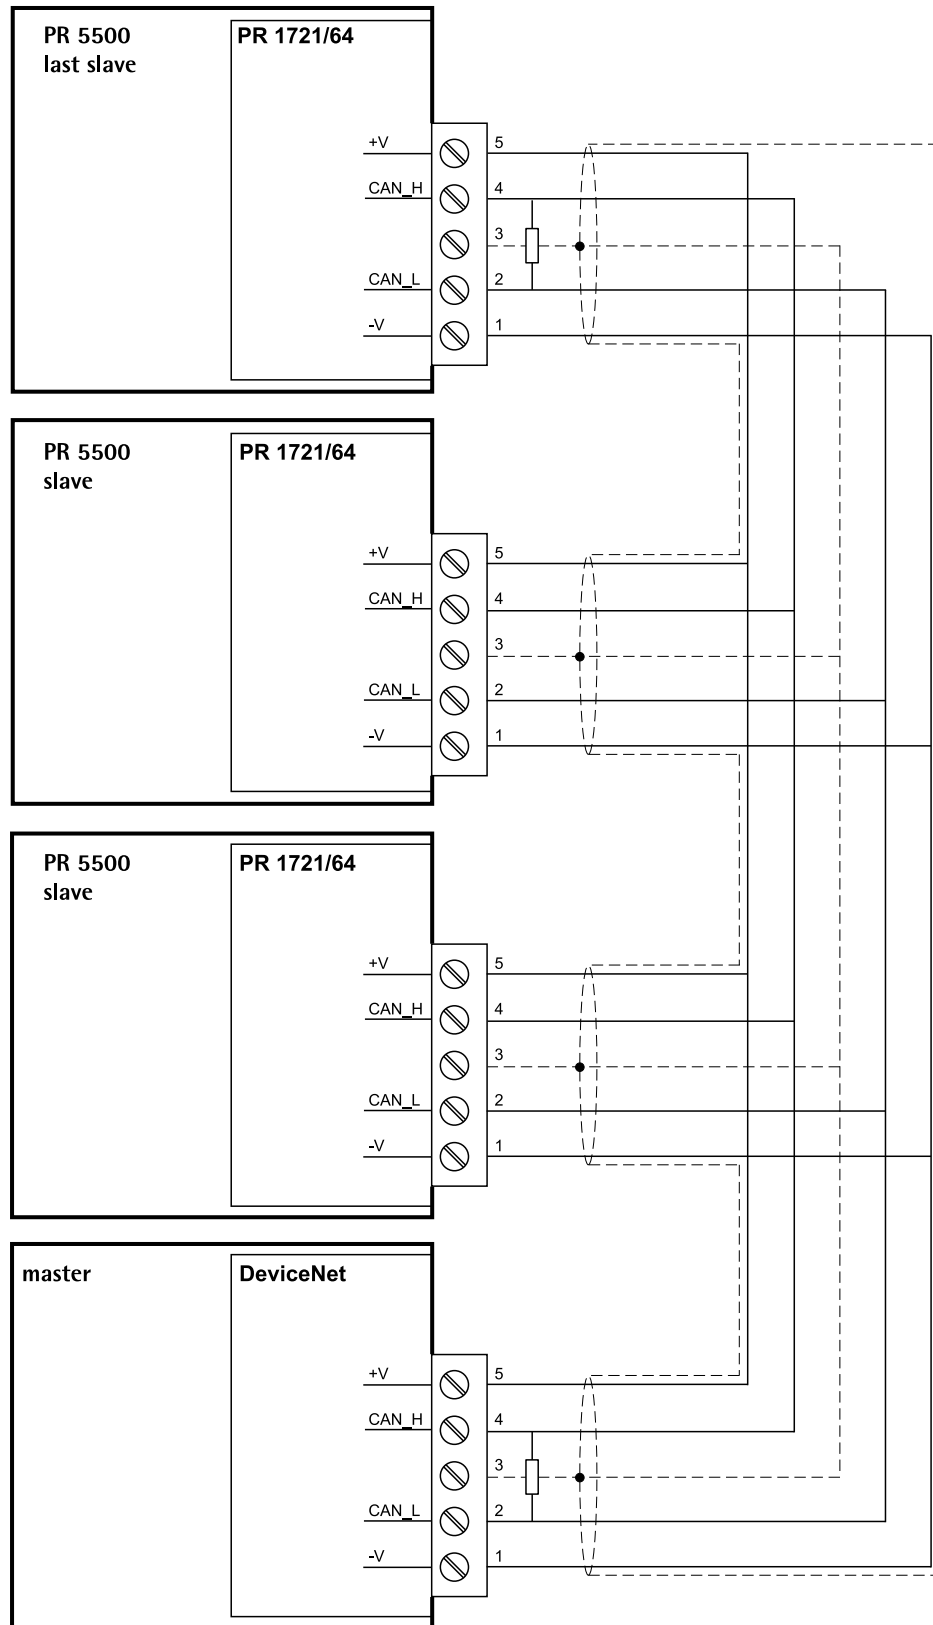 PR 5500
last slave
PR 1721/64
+V
5
CAN_H
4
3
CAN_L
2
-V
1
PR 5500
slave
PR 1721/64
+V
5
CAN_H
4
3
CAN_L
2
-V
1
PR 5500
slave
PR 1721/64
+V
5
CAN_H
4
3
CAN_L
2
-V
1
master
DeviceNet
+V
5
CAN_H
4
3
CAN_L
2
-V
1